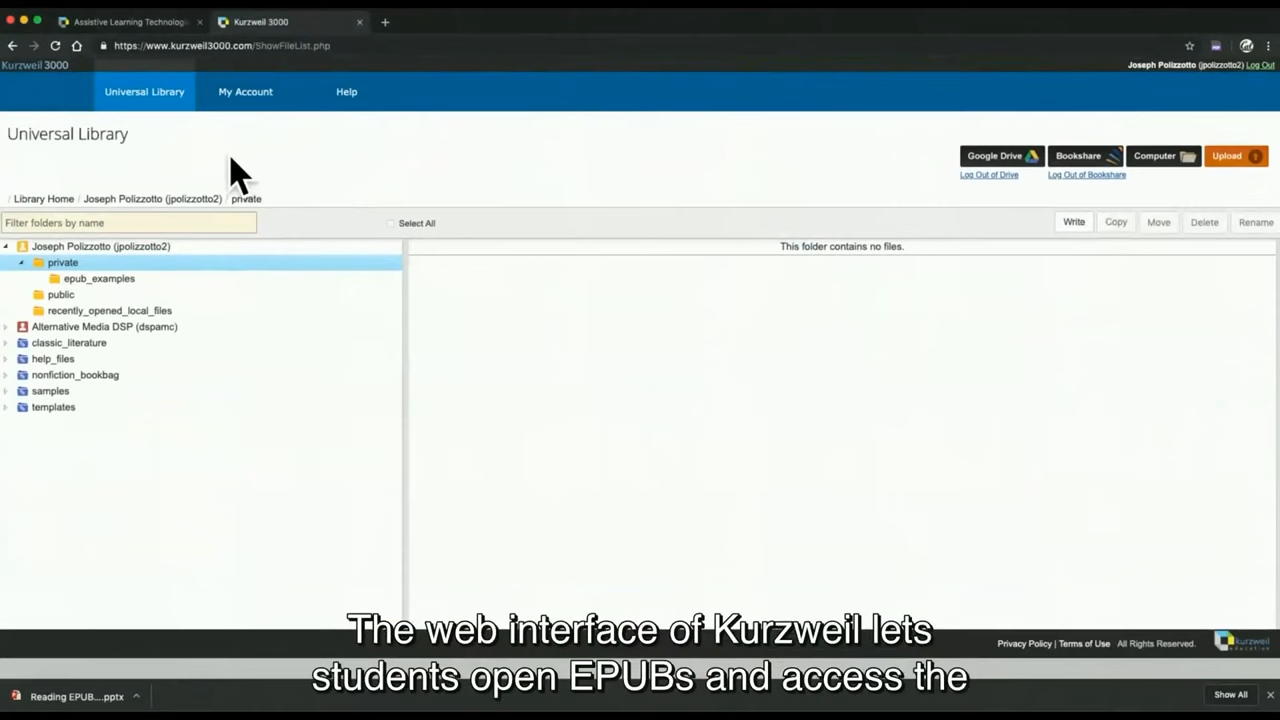 Assistive Learning Technologi
Kurzweil 3000
https://www.kurzweil3000.com/ShowFileList.php
Kurzweil 3000
Joseph Polizzotto (jpolizzotto2) Log Out
Universal Library
My Account
Help
Universal Library
Google Drive
Bookshare
Computer
Upload
Log Out of Drive
Log Out of Bookshare
/ Library Home / Joseph Polizzotto (jpolizzotto2) / private
Filter folders by name
Select All
Write
Copy
Move
Delete
Rename
Joseph Polizzotto (jpolizzotto2)
This folder contains no files.
private
epub_examples
public
recently_opened_local_files
Alternative Media DSP (dspamc)
classic_literature
help_files
nonfiction_bookbag
samples
templates
The web interface of Kurzweil lets
students open EPUBs and access the
Privacy Policy | Terms of Use All Rights Reserved.
kurzweil
education
Reading EPUB....pptx
Show All